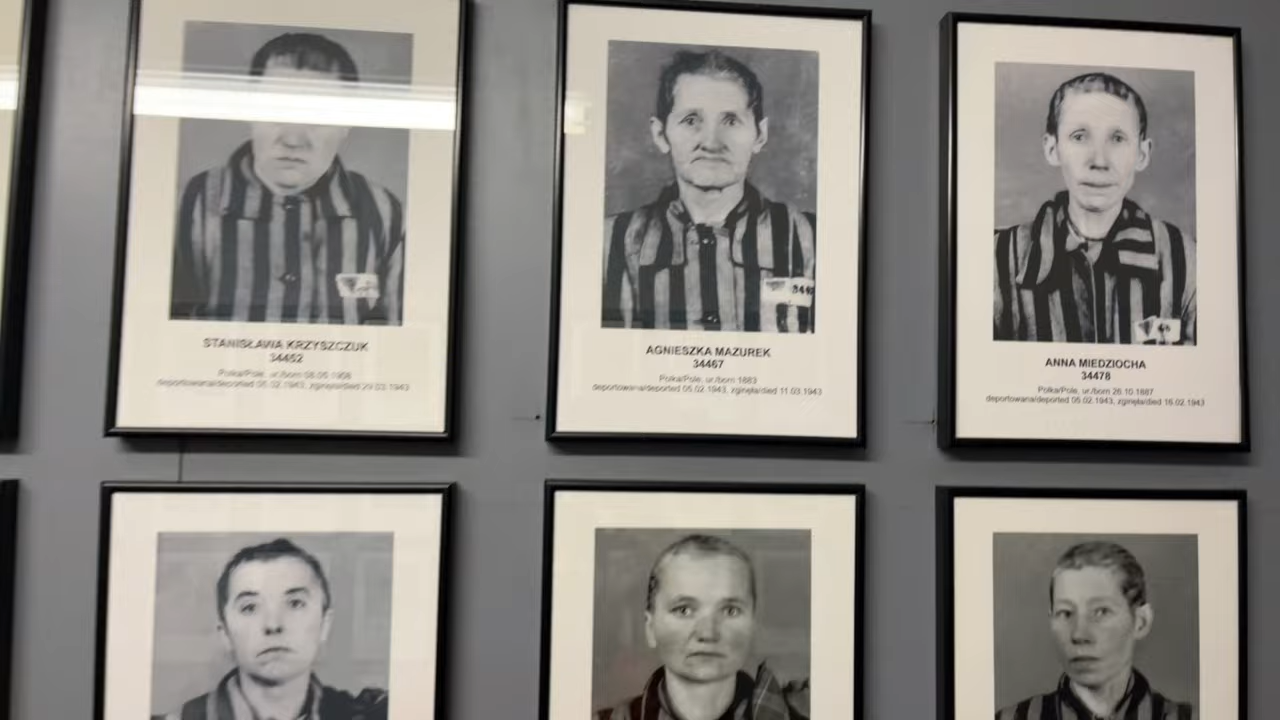 STANISŁAWA KRZYSZCZUK
34462
Polka/Pole, ur./born 08.05.1908
deportowana/deported 05.02.1943, zginęła/died 29.03.1943
AGNIESZKA MAZUREK
34467
Polka/Pole, ur./born 1883
deportowana/deported 05.02.1943, zginęła/died 11.03.1943
ANNA MIEDZIOCHA
34478
Polka/Pole, ur./born 26.10.1887
deportowana/deported 05.02.1943, zginęła/died 16.02.1943